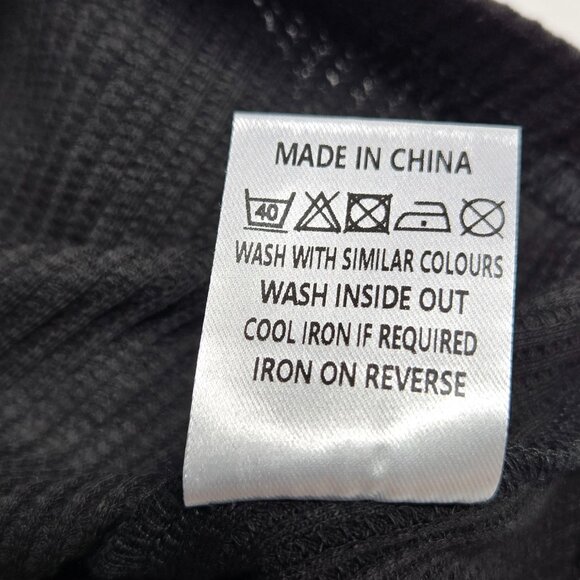 MADE IN CHINA
40
WASH WITH SIMILAR COLOURS
WASH INSIDE OUT
COOL IRON IF REQUIRED
IRON ON REVERSE